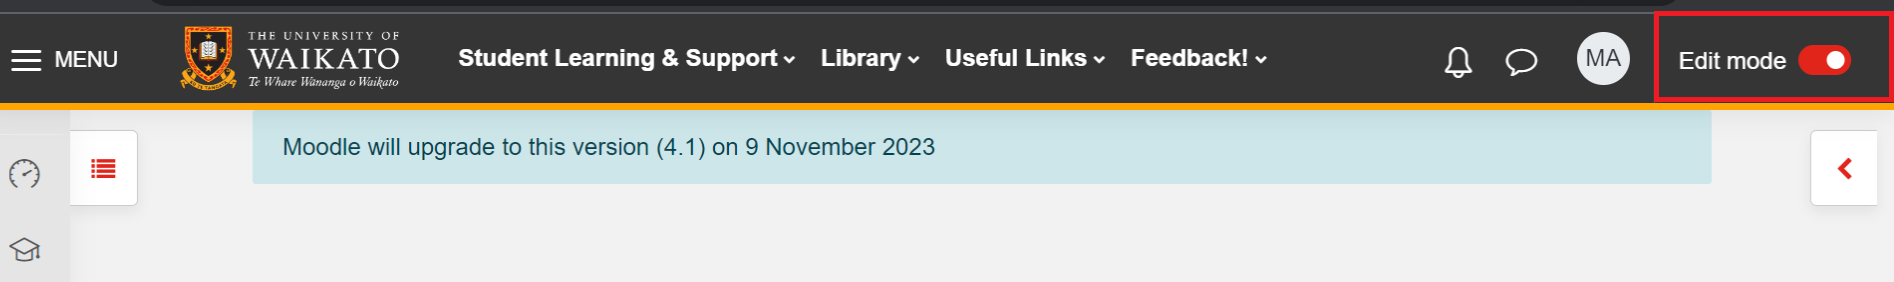 MENU
THE UNIVERSITY OF
WAIKATO
Te Whare Wānanga o Waikato
Student Learning & Support
Library
Useful Links
Feedback!
MA
Edit mode
Moodle will upgrade to this version (4.1) on 9 November 2023